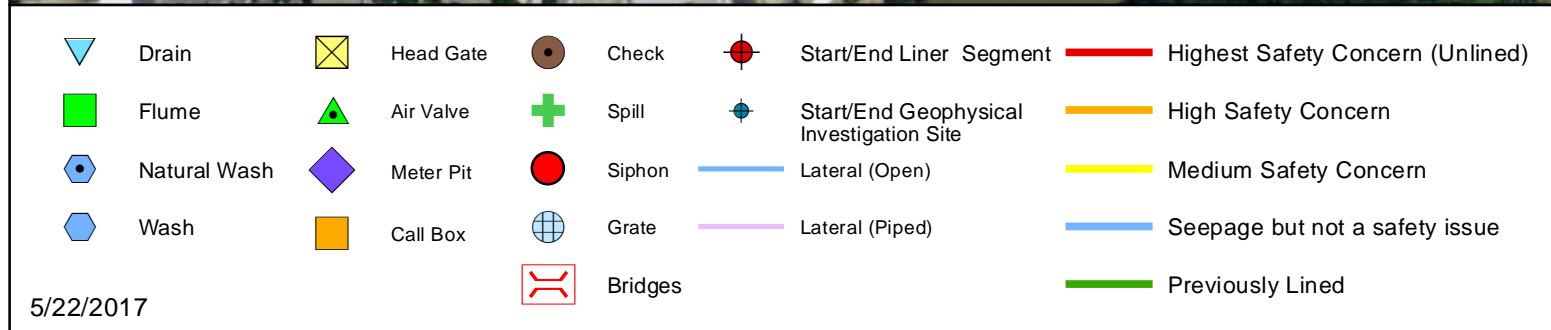 Drain
Flume
Natural Wash
Wash
Head Gate
Air Valve
Meter Pit
Call Box
Check
Spill
Siphon
Grate
Bridges
Start/End Liner Segment
Start/End Geophysical
Investigation Site
Lateral (Open)
Lateral (Piped)
Highest Safety Concern (Unlined)
High Safety Concern
Medium Safety Concern
Seepage but not a safety issue
Previously Lined
5/22/2017